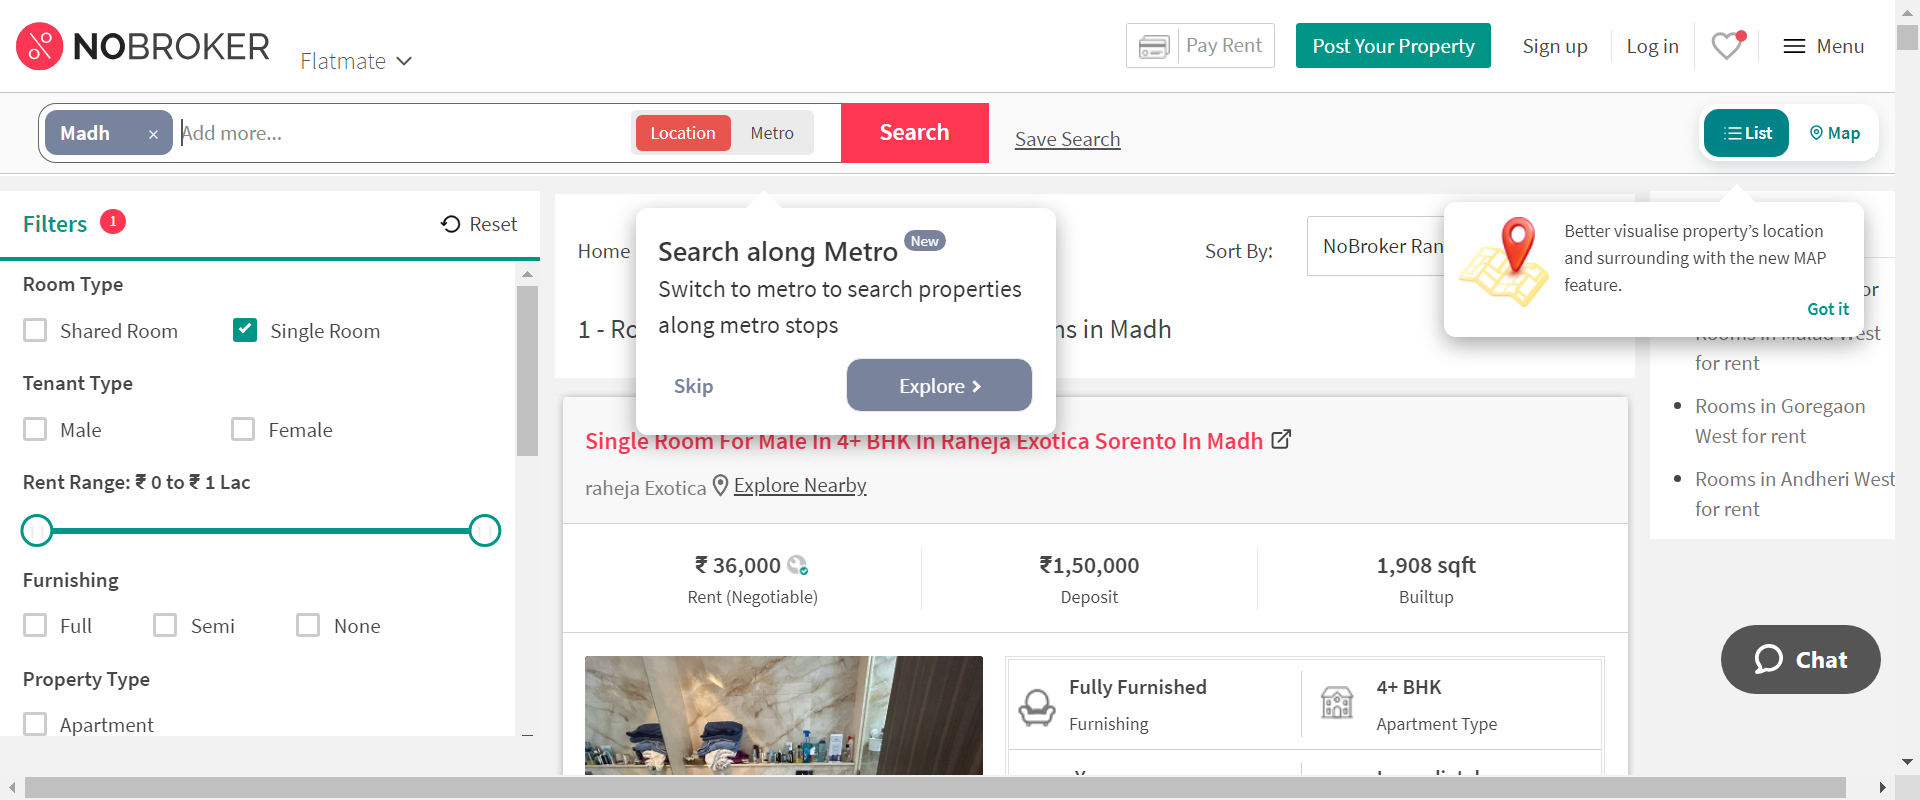 NOBROKER
Flatmate
Pay Rent
Post Your Property
Sign up
Log in
Menu
Madh ×
Add more...
Location
Metro
Search
Save Search
List
Map
Filters 1
Reset
Room Type
Shared Room
Single Room
Tenant Type
Male
Female
Rent Range: ₹ 0 to ₹ 1 Lac
Furnishing
Full
Semi
None
Property Type
Apartment
Home
Search along Metro New
Switch to metro to search properties
along metro stops
Skip
Explore
Sort By:
NoBroker Ran
in Madh
Better visualise property's location
and surrounding with the new MAP
feature.
Got it
Rooms in Malad West
for rent
Rooms in Goregaon
West for rent
Rooms in Andheri West
for rent
Single Room For Male In 4+ BHK In Raheja Exotica Sorento In Madh
raheja Exotica
Explore Nearby
₹ 36,000
Rent (Negotiable)
₹1,50,000
Deposit
1,908 sqft
Builtup
Fully Furnished
Furnishing
4+ BHK
Apartment Type
Chat